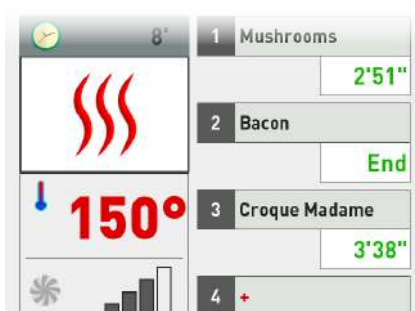 8'
150°
1 Mushrooms
2'51"
2 Bacon
End
3 Croque Madame
3'38"
4 +